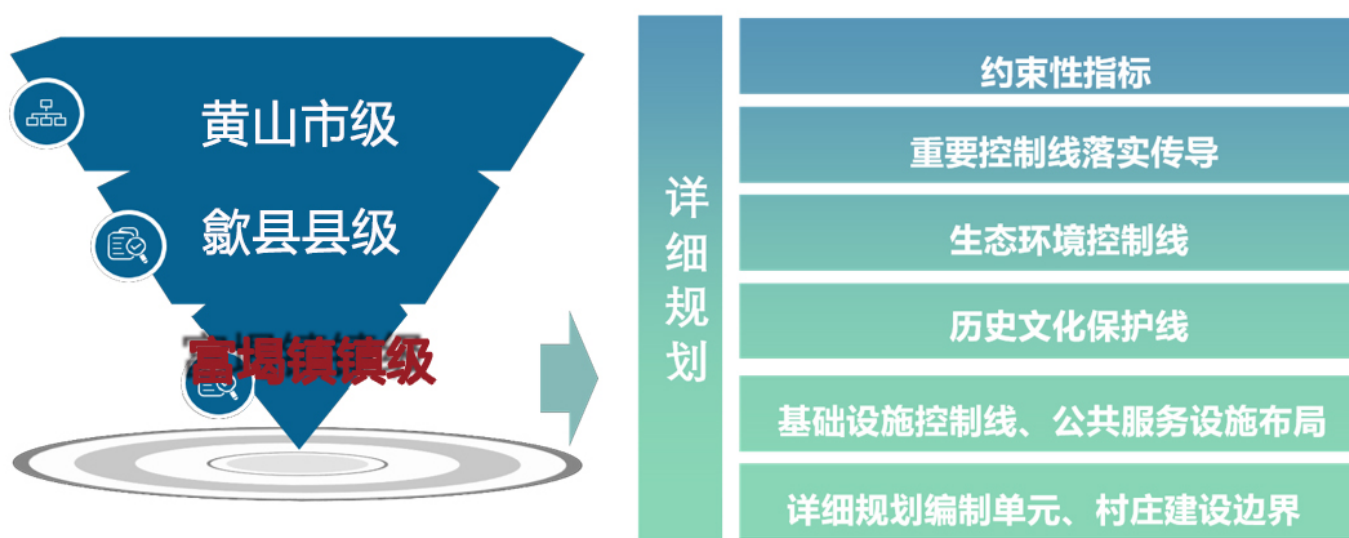 黄山市级
歙县县级
富堨镇镇级
详细规划
约束性指标
重要控制线落实传导
生态环境控制线
历史文化保护线
基础设施控制线、公共服务设施布局
详细规划编制单元、村庄建设边界